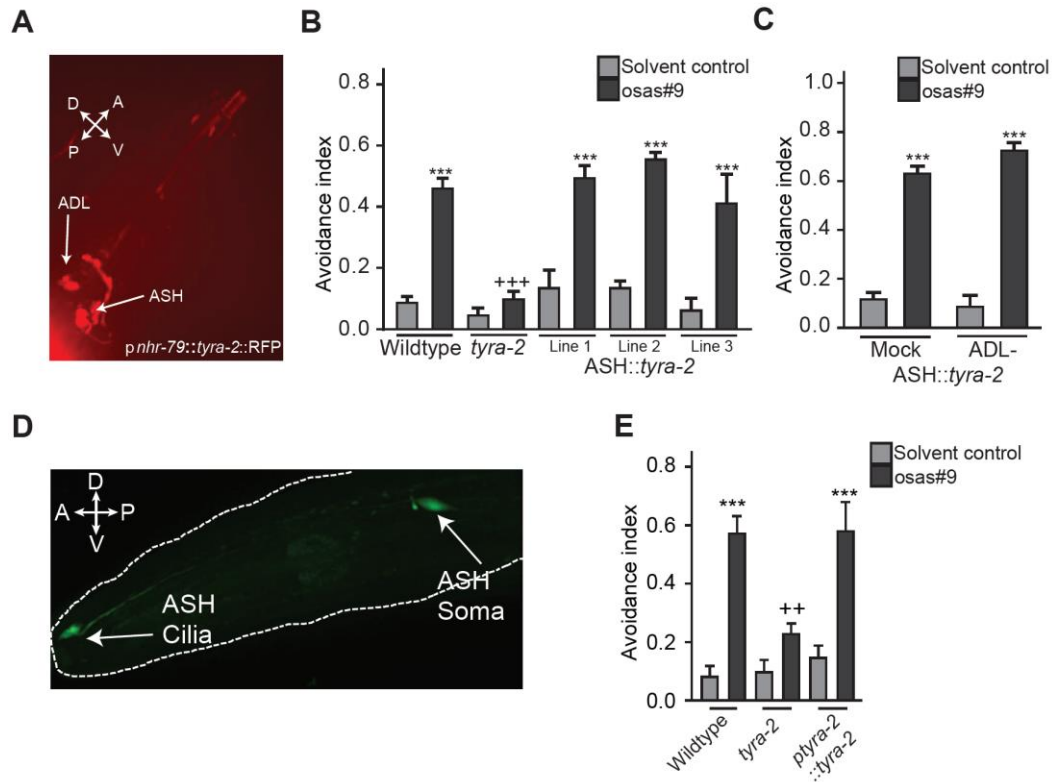 A
D
A
P
V
ADL
ASH
pnhr-79::tyra-2::RFP
B
Solvent control
osas#9
Avoidance index
0.8
0.6
0.4
0.2
0.0
***
+++
***
***
***
Wildtype
tyra-2
Line 1
Line 2
Line 3
ASH::tyra-2
C
Solvent control
osas#9
Avoidance index
1.0
0.8
0.6
0.4
0.2
0.0
***
***
Mock
ADL-
ASH::tyra-2
D
D
A
P
V
ASH
Cilia
ASH
Soma
E
Solvent control
osas#9
Avoidance index
0.8
0.6
0.4
0.2
0.0
***
++
***
Wildtype
tyra-2
ptyra-2
::tyra-2